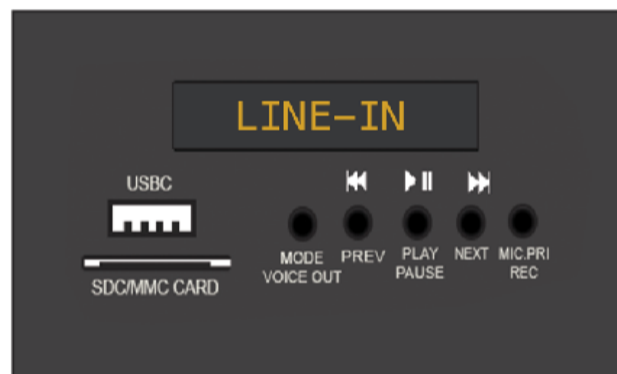 LINE-IN
USBC
SDC/MMC CARD
MODE
VOICE OUT
PREV
PLAY
PAUSE
NEXT
MIC.PRI
REC